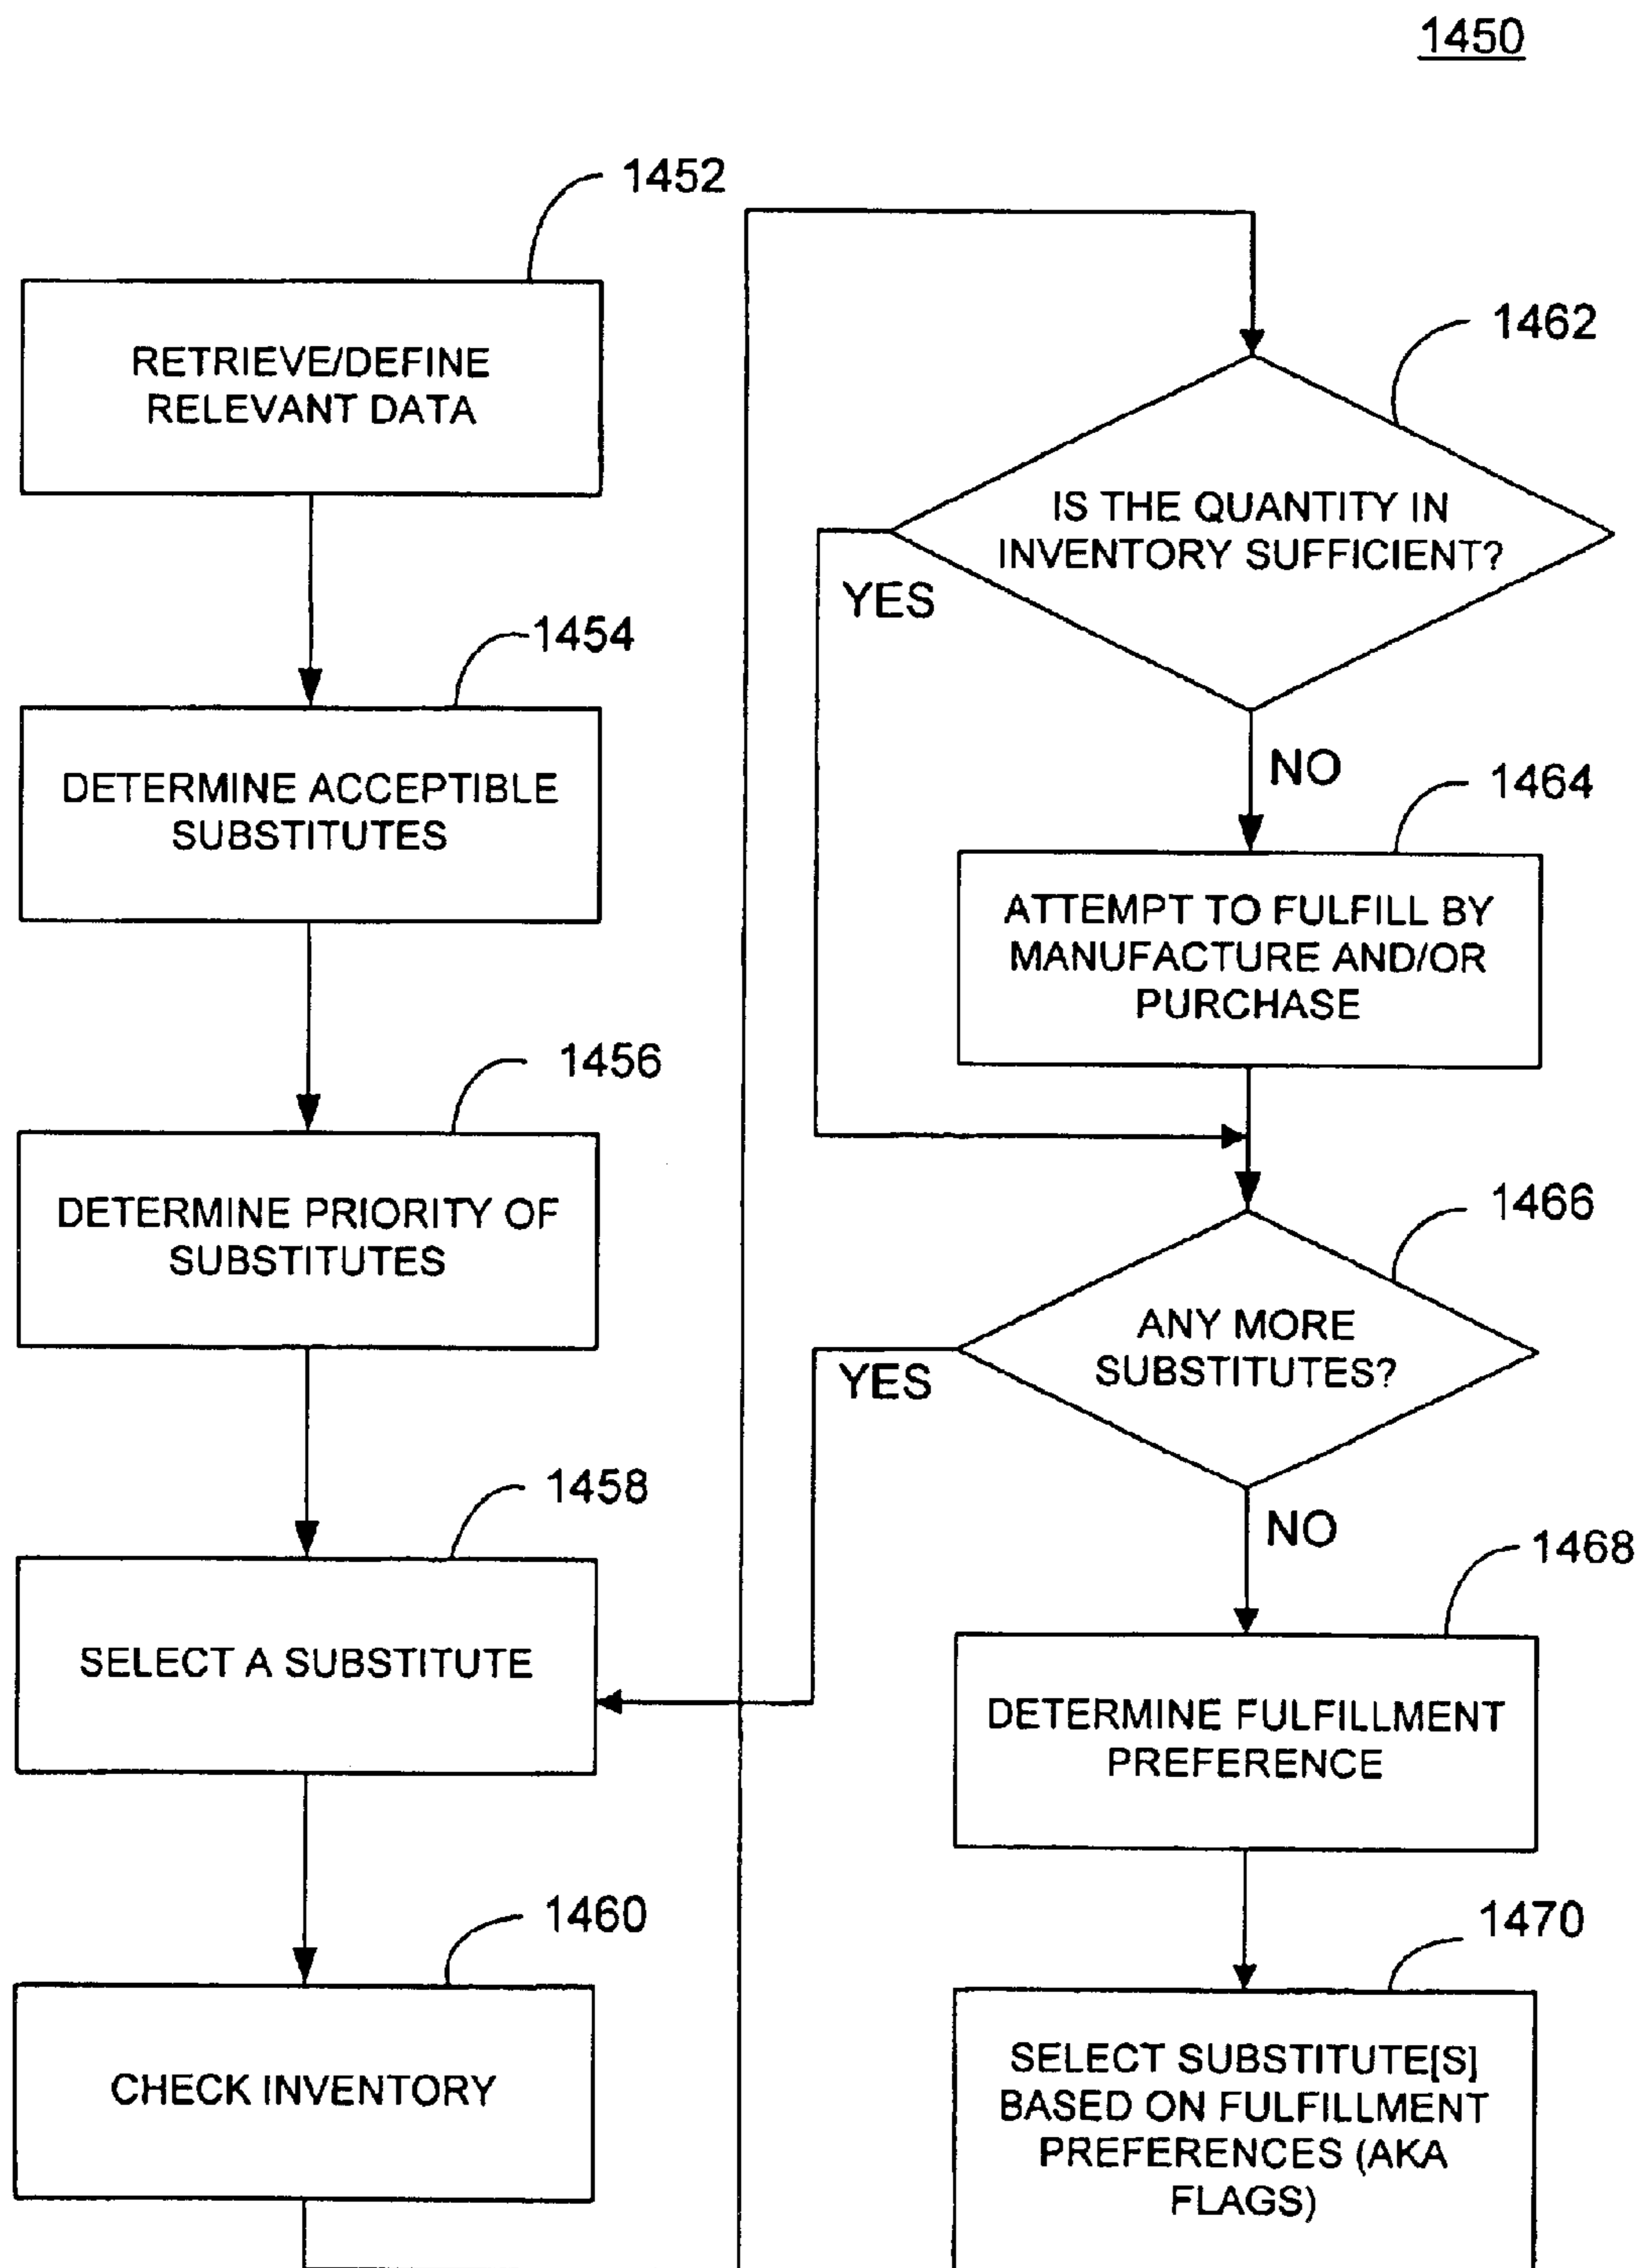 1450
1452
RETRIEVE/DEFINE
RELEVANT DATA
1454
DETERMINE ACCEPTIBLE
SUBSTITUTES
1456
DETERMINE PRIORITY OF
SUBSTITUTES
1458
SELECT A SUBSTITUTE
1460
CHECK INVENTORY
1462
IS THE QUANTITY IN
INVENTORY SUFFICIENT?
YES
NO
1464
ATTEMPT TO FULFILL BY
MANUFACTURE AND/OR
PURCHASE
1466
ANY MORE
SUBSTITUTES?
YES
NO
1468
DETERMINE FULFILLMENT
PREFERENCE
1470
SELECT SUBSTITUTE[S]
BASED ON FULFILLMENT
PREFERENCES (AKA
FLAGS)